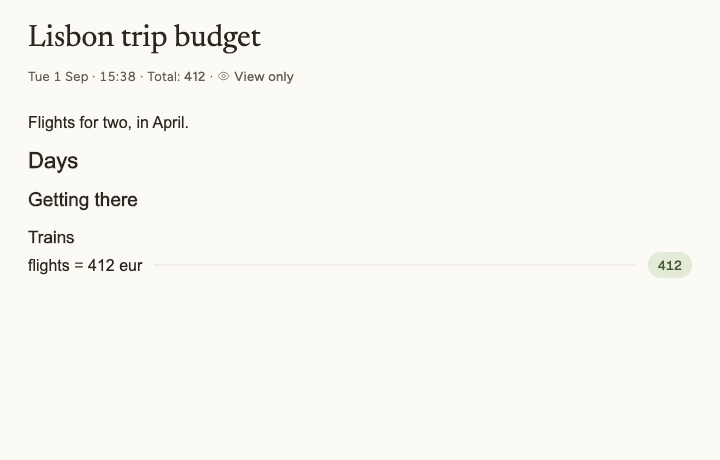 Lisbon trip budget
Tue 1 Sep · 15:38 · Total: 412 · View only
Flights for two, in April.
Days
Getting there
Trains
flights = 412 eur 412